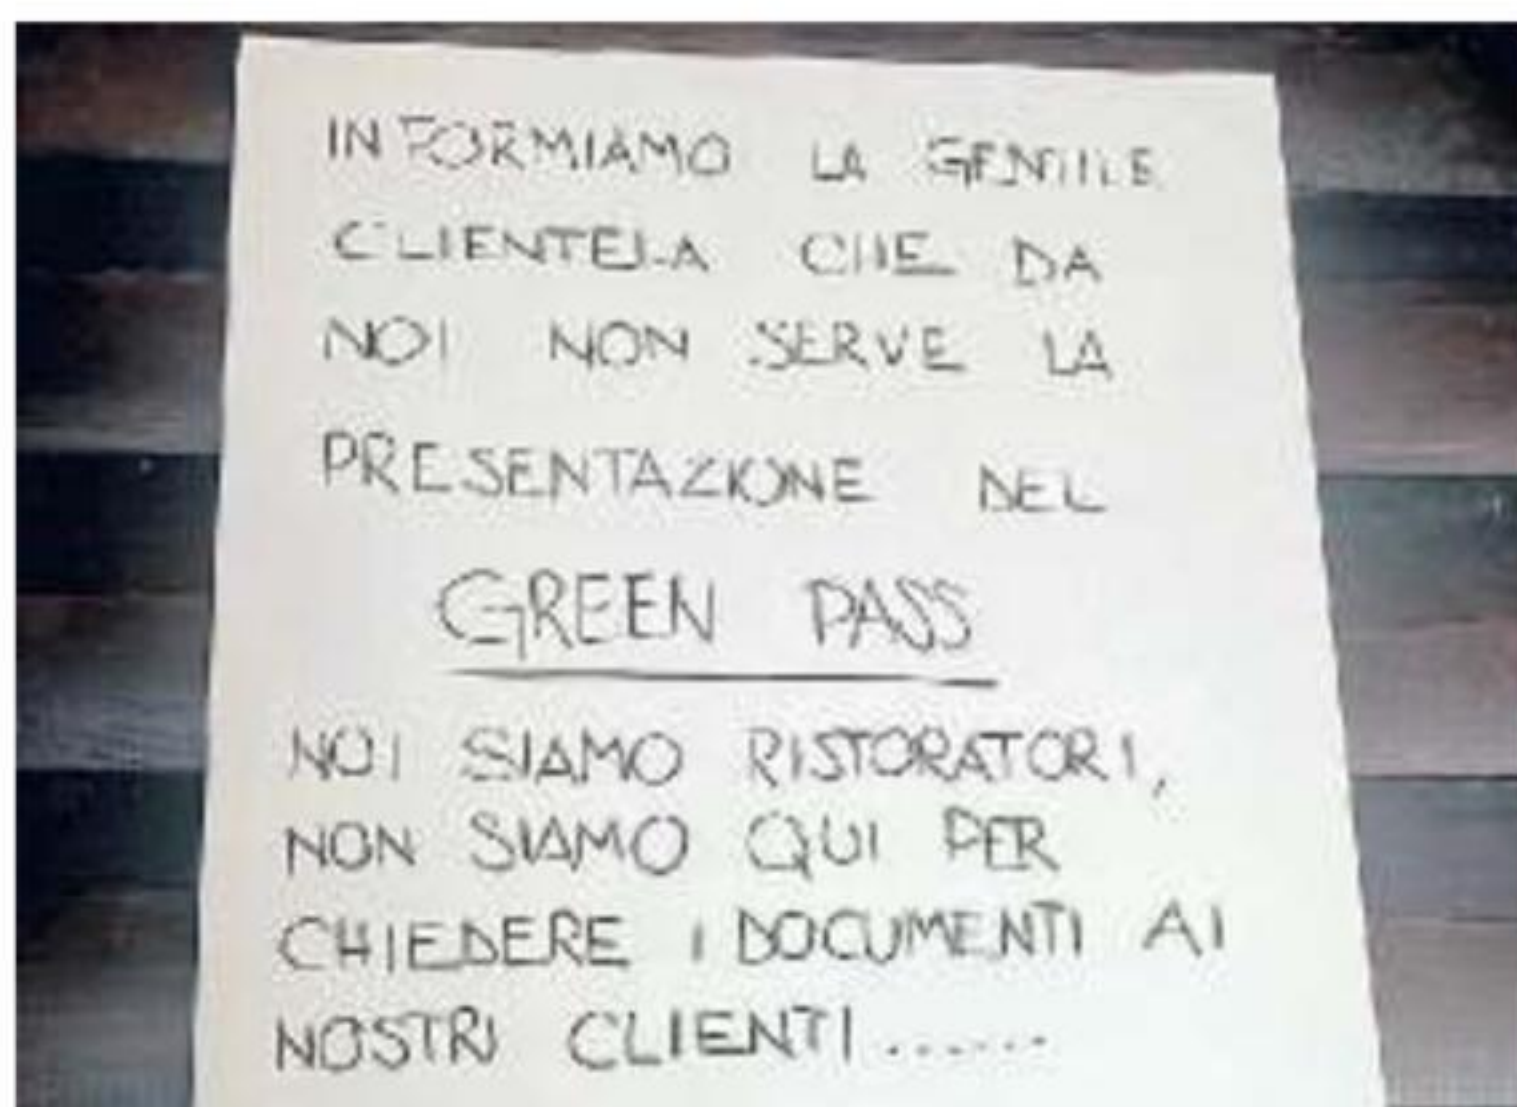 INFORMIAMO LA GENTILE
CLIENTELA CHE DA
NOI NON SERVE LA
PRESENTAZIONE DEL
GREEN PASS
NOI SIAMO RISTORATORI,
NON SIAMO QUI PER
CHIEDERE I DOCUMENTI AI
NOSTRI CLIENTI.......